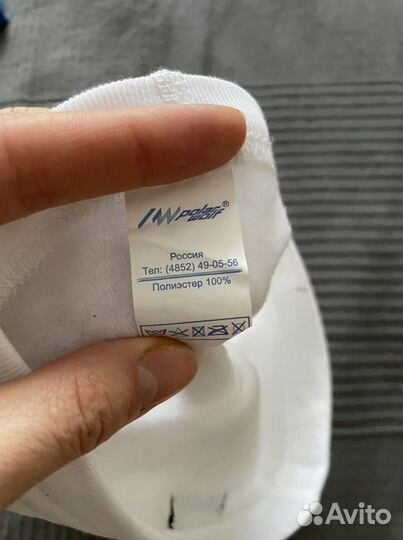 polar wolf®
Россия
Тел: (4852) 49-05-56
Полиэстер 100%
Avito